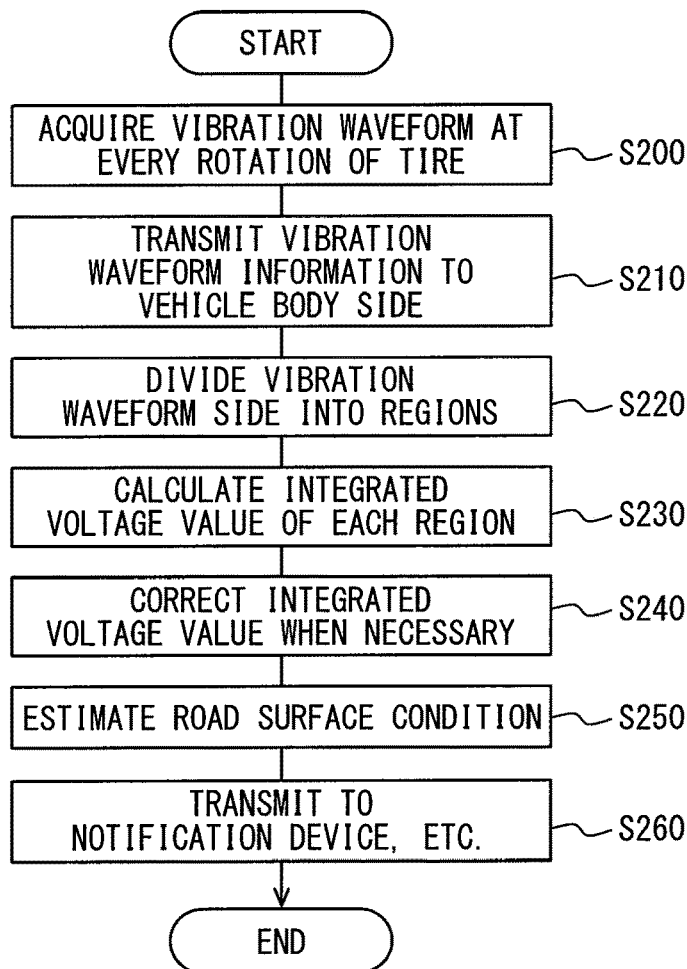 START
ACQUIRE VIBRATION WAVEFORM AT
EVERY ROTATION OF TIRE
S200
TRANSMIT VIBRATION
WAVEFORM INFORMATION TO
VEHICLE BODY SIDE
S210
DIVIDE VIBRATION
WAVEFORM SIDE INTO REGIONS
S220
CALCULATE INTEGRATED
VOLTAGE VALUE OF EACH REGION
S230
CORRECT INTEGRATED
VOLTAGE VALUE WHEN NECESSARY
S240
ESTIMATE ROAD SURFACE CONDITION
S250
TRANSMIT TO
NOTIFICATION DEVICE, ETC.
S260
END